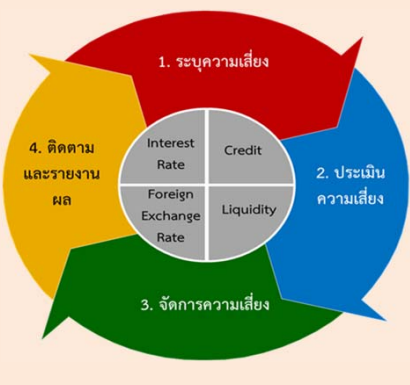 1. ระบุความเสี่ยง
2. ประเมิน
ความเสี่ยง
3. จัดการความเสี่ยง
4. ติดตาม
และรายงาน
ผล
Interest
Rate
Credit
Foreign
Exchange
Rate
Liquidity